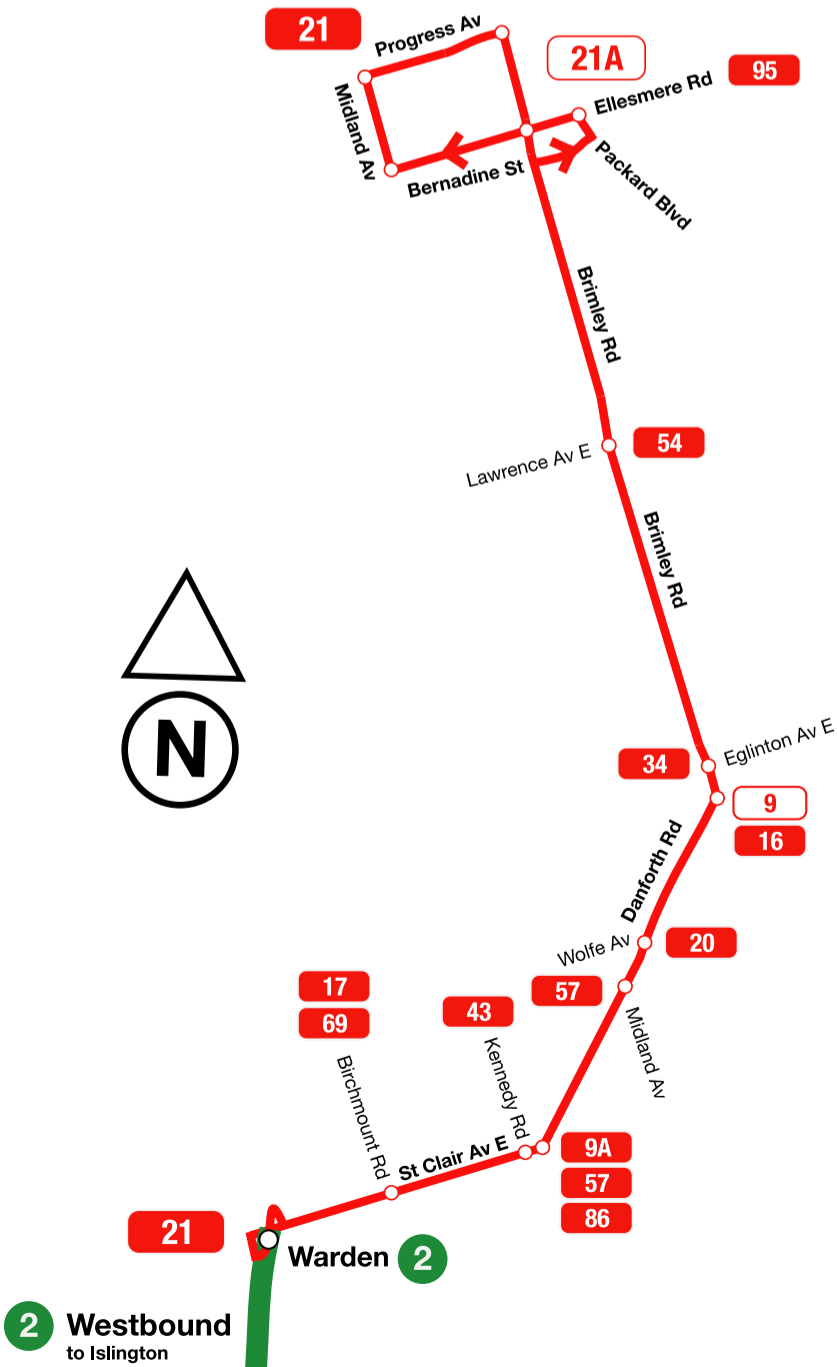 21
Progress Av
21A
95
Ellesmere Rd
Midland Av
Bernadine St
Packard Blvd
Brimley Rd
54
Lawrence Av E
Brimley Rd
N
34
Eglinton Av E
9
16
Danforth Rd
Wolfe Av
20
17
69
43
57
Midland Av
Birchmount Rd
Kennedy Rd
St Clair Av E
9A
57
86
21
Warden 2
2 Westbound
to Islington